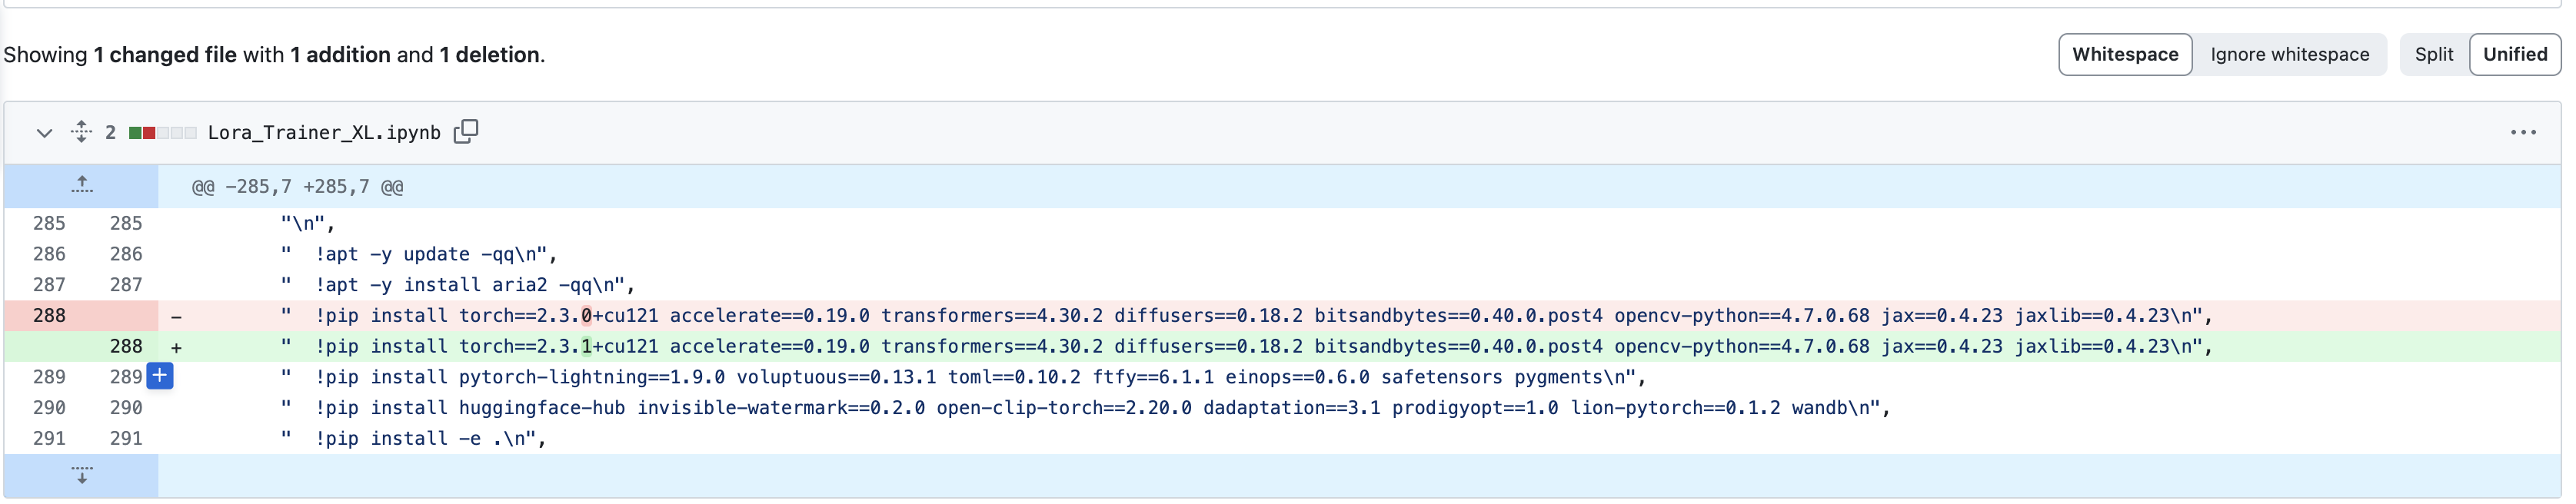 Showing 1 changed file with 1 addition and 1 deletion.
Whitespace Ignore whitespace Split Unified
2 Lora_Trainer_XL.ipynb
@@ -285,7 +285,7 @@
285 285 "\n",
286 286 "  !apt -y update -qq\n",
287 287 "  !apt -y install aria2 -qq\n",
288 - "  !pip install torch==2.3.0+cu121 accelerate==0.19.0 transformers==4.30.2 diffusers==0.18.2 bitsandbytes==0.40.0.post4 opencv-python==4.7.0.68 jax==0.4.23 jaxlib==0.4.23\n",
288 + "  !pip install torch==2.3.1+cu121 accelerate==0.19.0 transformers==4.30.2 diffusers==0.18.2 bitsandbytes==0.40.0.post4 opencv-python==4.7.0.68 jax==0.4.23 jaxlib==0.4.23\n",
289 289 + "  !pip install pytorch-lightning==1.9.0 voluptuous==0.13.1 toml==0.10.2 ftfy==6.1.1 einops==0.6.0 safetensors pygments\n",
290 290 "  !pip install huggingface-hub invisible-watermark==0.2.0 open-clip-torch==2.20.0 dadaptation==3.1 prodigyopt==1.0 lion-pytorch==0.1.2 wandb\n",
291 291 "  !pip install -e .\n",